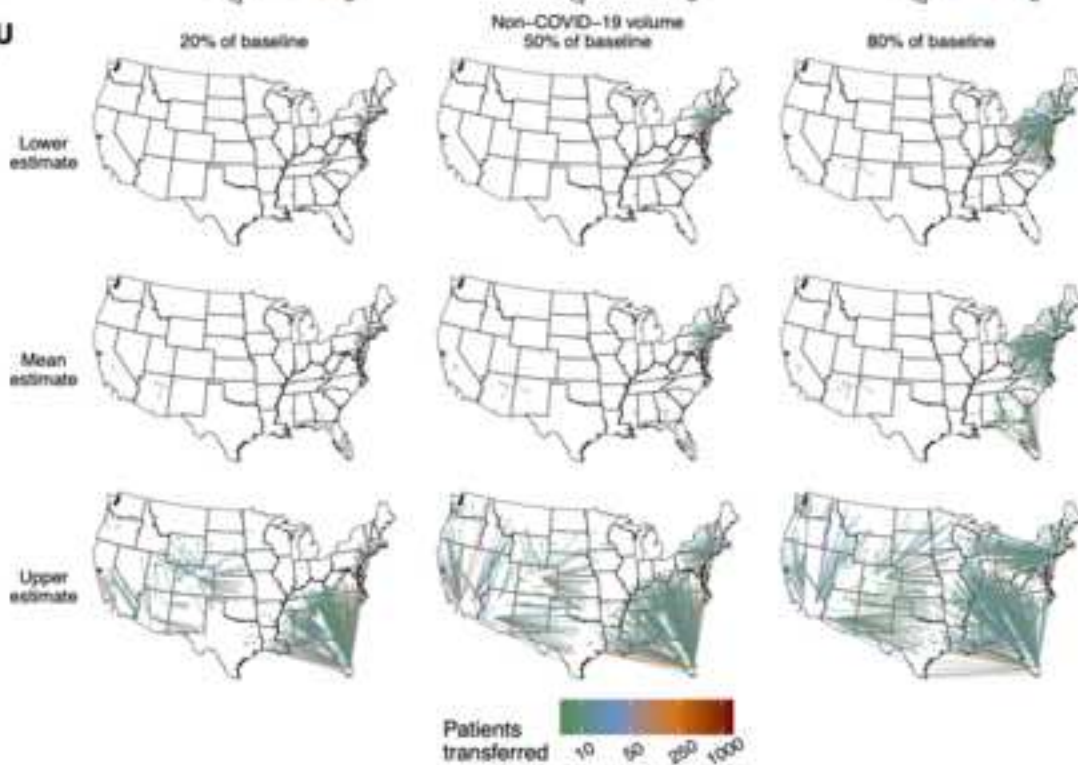 U
Non-COVID-19 volume
20% of baseline
50% of baseline
80% of baseline
Lower
estimate
Mean
estimate
Upper
estimate
Patients
transferred
10
50
250
1000